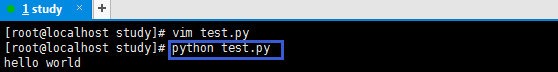 1 study × +
[root@localhost study]# vim test.py
[root@localhost study]# python test.py
hello world